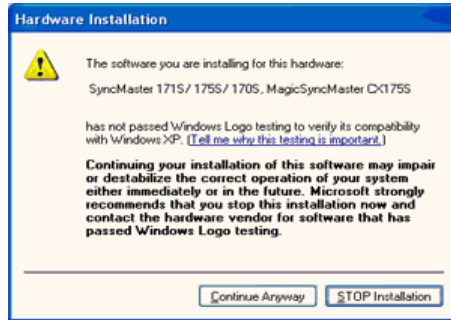 Hardware Installation
The software you are installing for this hardware:
SyncMaster 171S/ 175S/ 170S, MagicSyncMaster CX175S
has not passed Windows Logo testing to verify its compatibility
with Windows XP. (Tell me why this testing is important.)
Continuing your installation of this software may impair
or destabilize the correct operation of your system
either immediately or in the future. Microsoft strongly
recommends that you stop this installation now and
contact the hardware vendor for software that has
passed Windows Logo testing.
Continue Anyway
STOP Installation